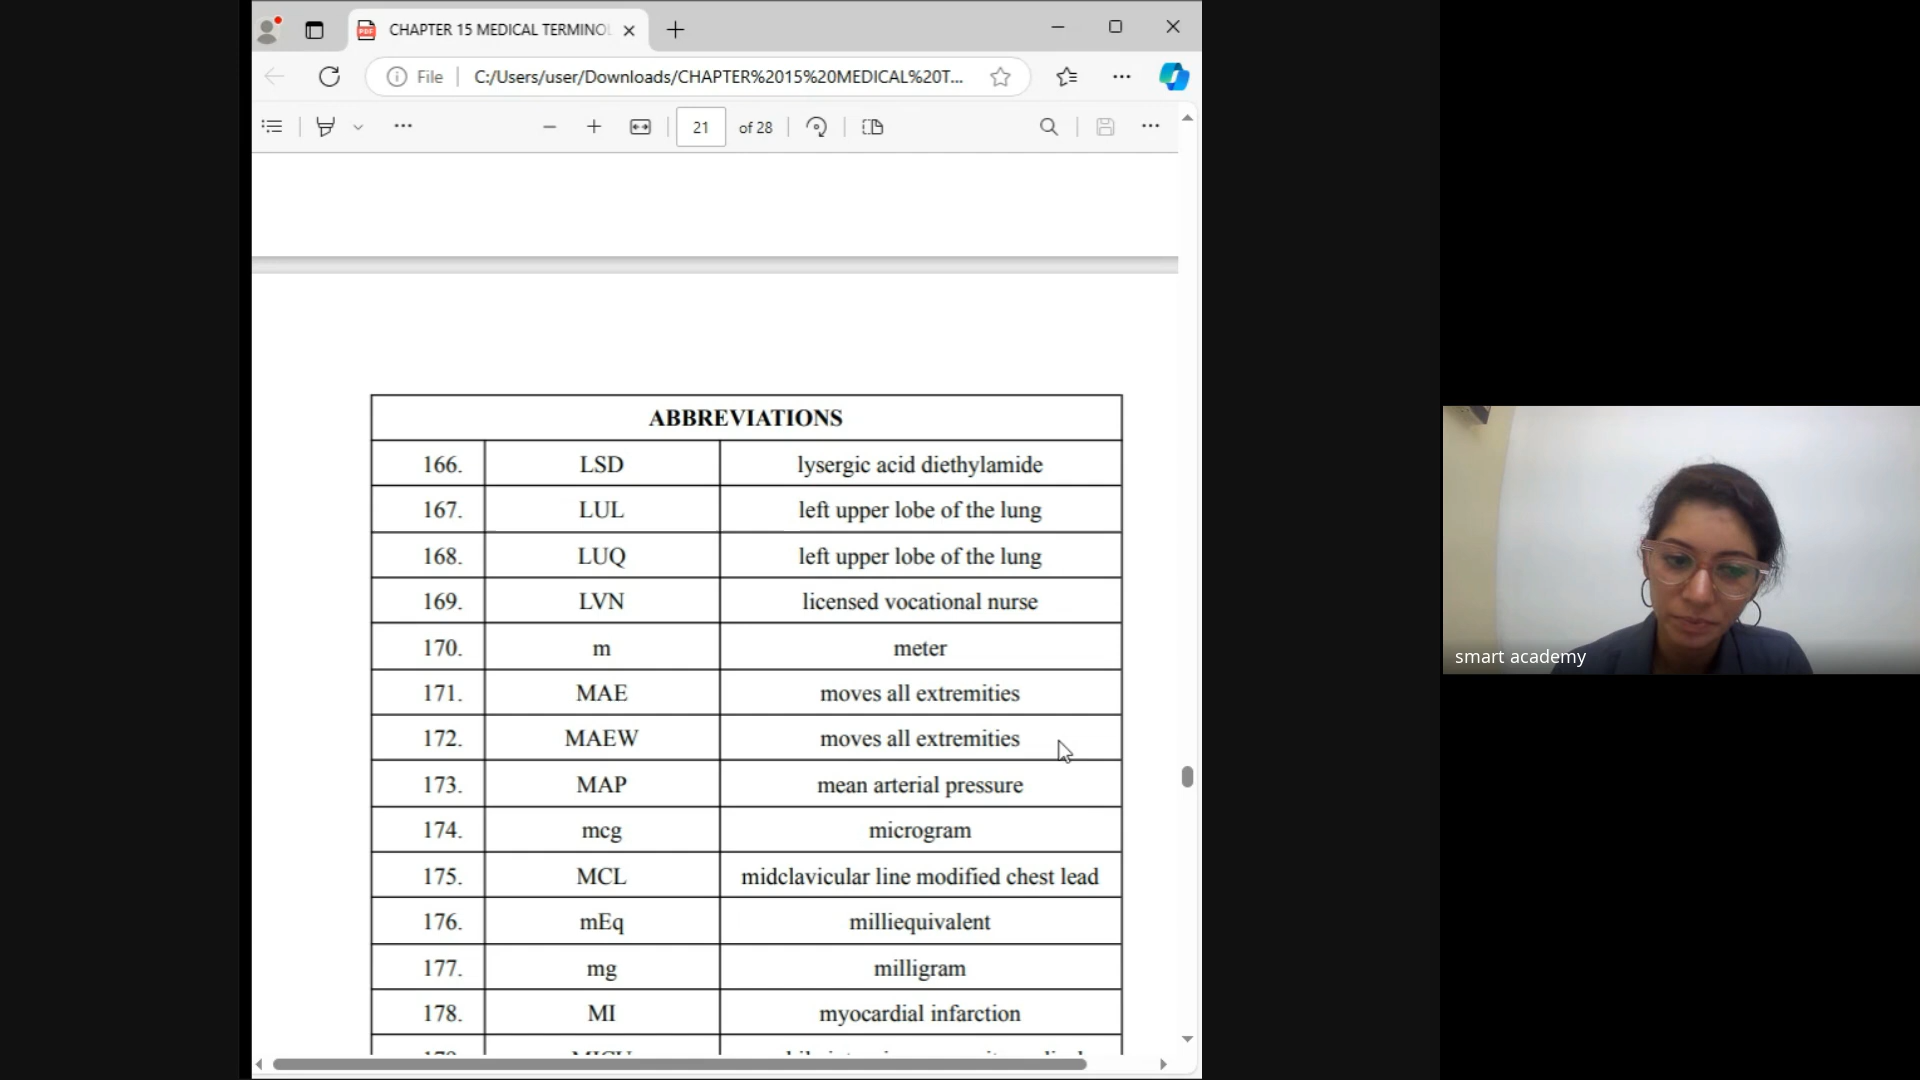 CHAPTER 15 MEDICAL TERMINO
File
C:/Users/user/Downloads/CHAPTER%2015%20MEDICAL%20T...
21 of 28
ABBREVIATIONS
166. LSD lysergic acid diethylamide
167. LUL left upper lobe of the lung
168. LUQ left upper lobe of the lung
169. LVN licensed vocational nurse
170. m meter
171. MAE moves all extremities
172. MAEW moves all extremities
173. MAP mean arterial pressure
174. mcg microgram
175. MCL midclavicular line modified chest lead
176. mEq milliequivalent
177. mg milligram
178. MI myocardial infarction
smart academy